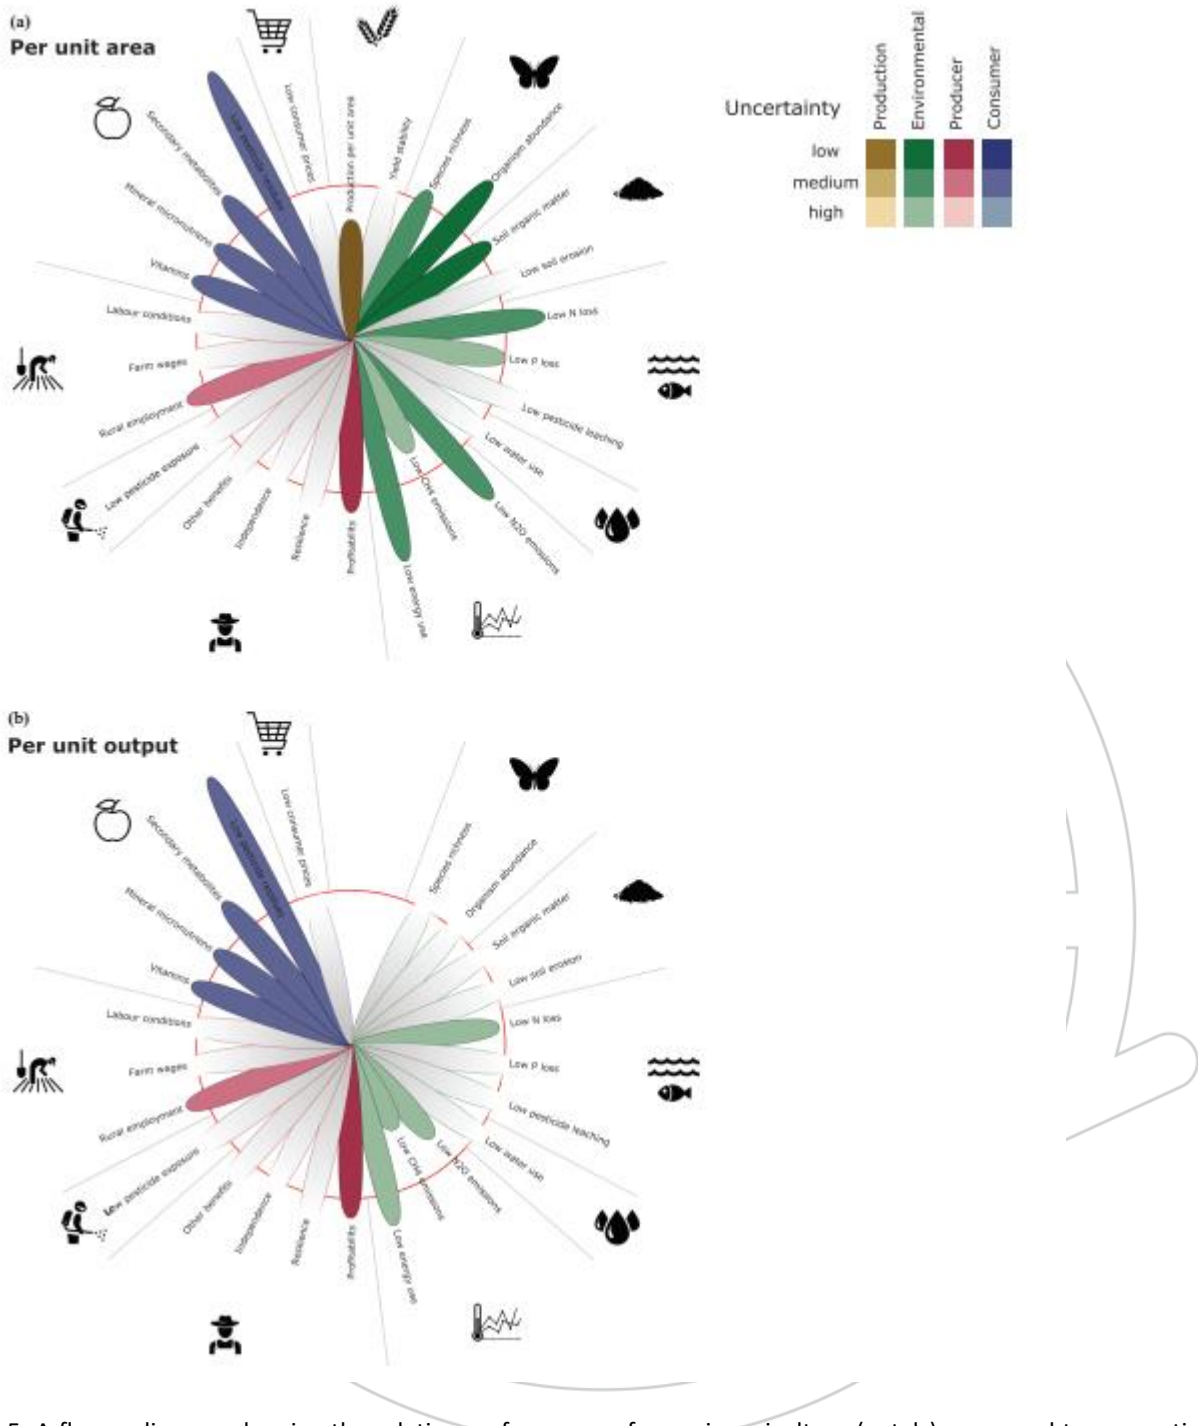 (a)
Per unit area
Uncertainty
Production
Environmental
Producer
Consumer
low
medium
high
Low consumer prices
Production per unit area
Yield stability
Species richness
Organism abundance
Soil organic matter
Low soil erosion
Low N loss
Low P loss
Low pesticide leaching
Low water use
Low N2O emissions
Low CH4 emissions
Low energy use
Profitability
Resilience
Independence
Other benefits
Low pesticide exposure
Rural employment
Farm wages
Labour conditions
Vitamins
Mineral micronutriens
Secondary metabolites
Low pesticide residues
(b)
Per unit output
Low consumer prices
Species richness
Organism abundance
Soil organic matter
Low soil erosion
Low N loss
Low P loss
Low pesticide leaching
Low water use
Low N2O emissions
Low CH4 emissions
Low energy use
Profitability
Resilience
Independence
Other benefits
Low pesticide exposure
Rural employment
Farm wages
Labour conditions
Vitamins
Mineral micronutriens
Secondary metabolites
Low pesticide residues